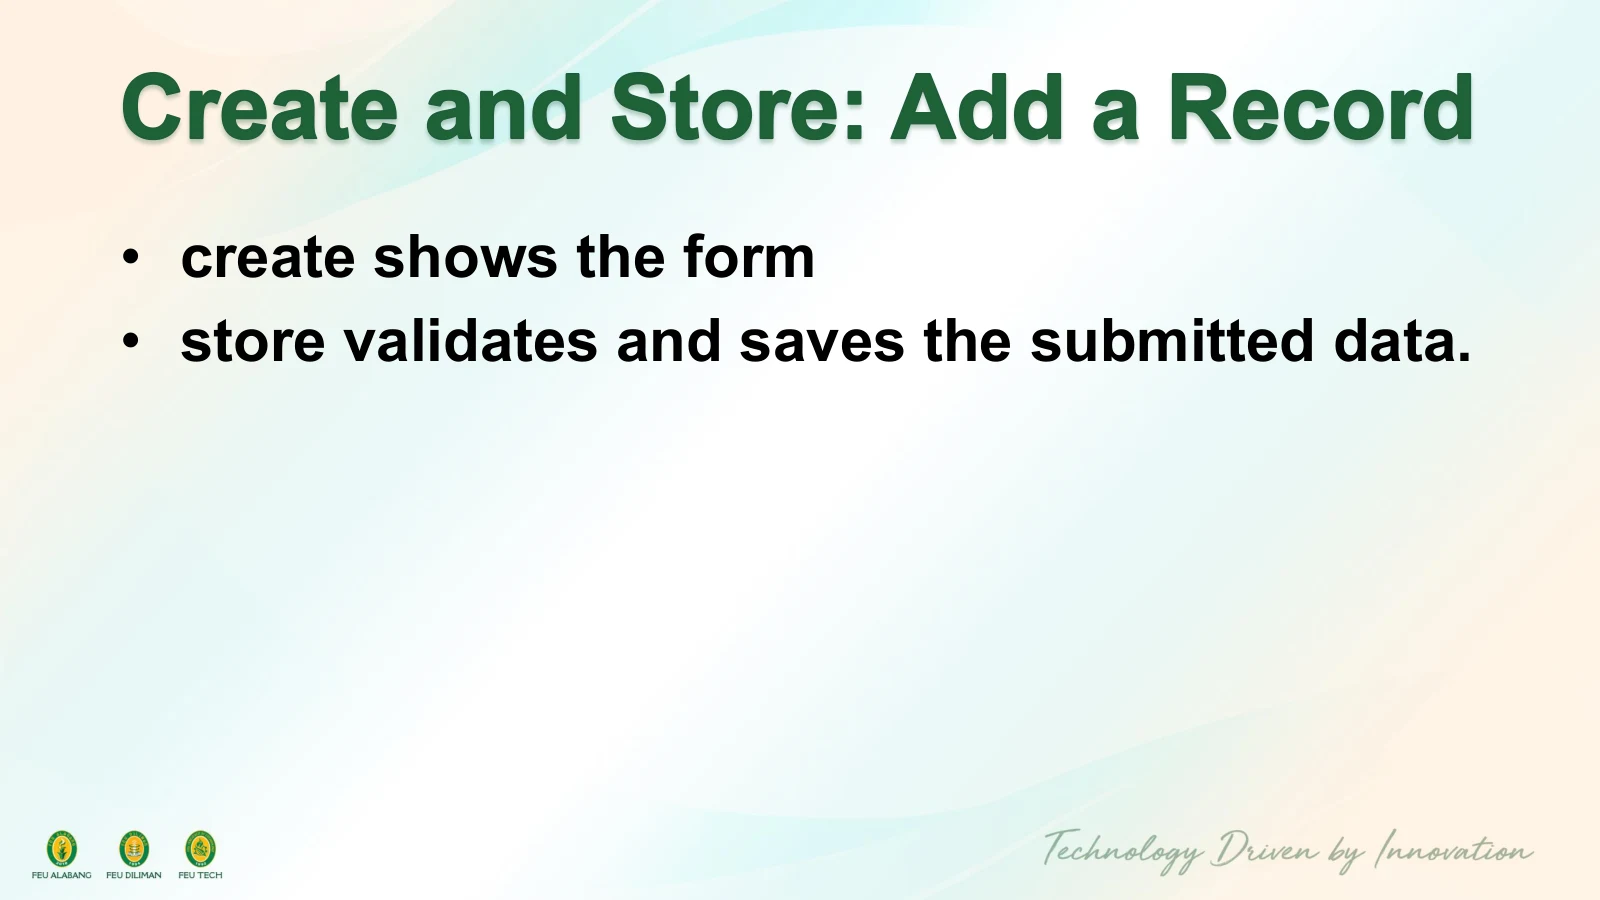 Create and Store: Add a Record
• create shows the form
• store validates and saves the submitted data.
FEU ALABANG FEU DILIMAN FEU TECH
Technology Driven by Innovation